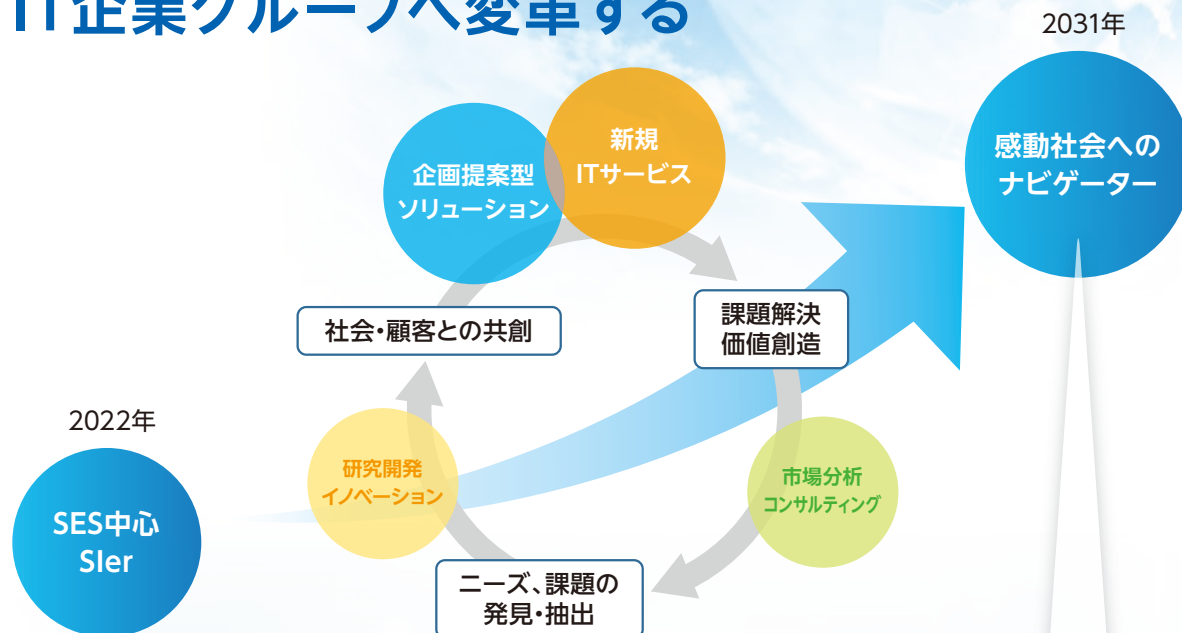 IT企業グループへ変革する
2031年
感動社会への
ナビゲーター
新規
ITサービス
企画提案型
ソリューション
社会・顧客との共創
課題解決
価値創造
2022年
SES中心
SIer
研究開発
イノベーション
市場分析
コンサルティング
ニーズ、課題の
発見・抽出